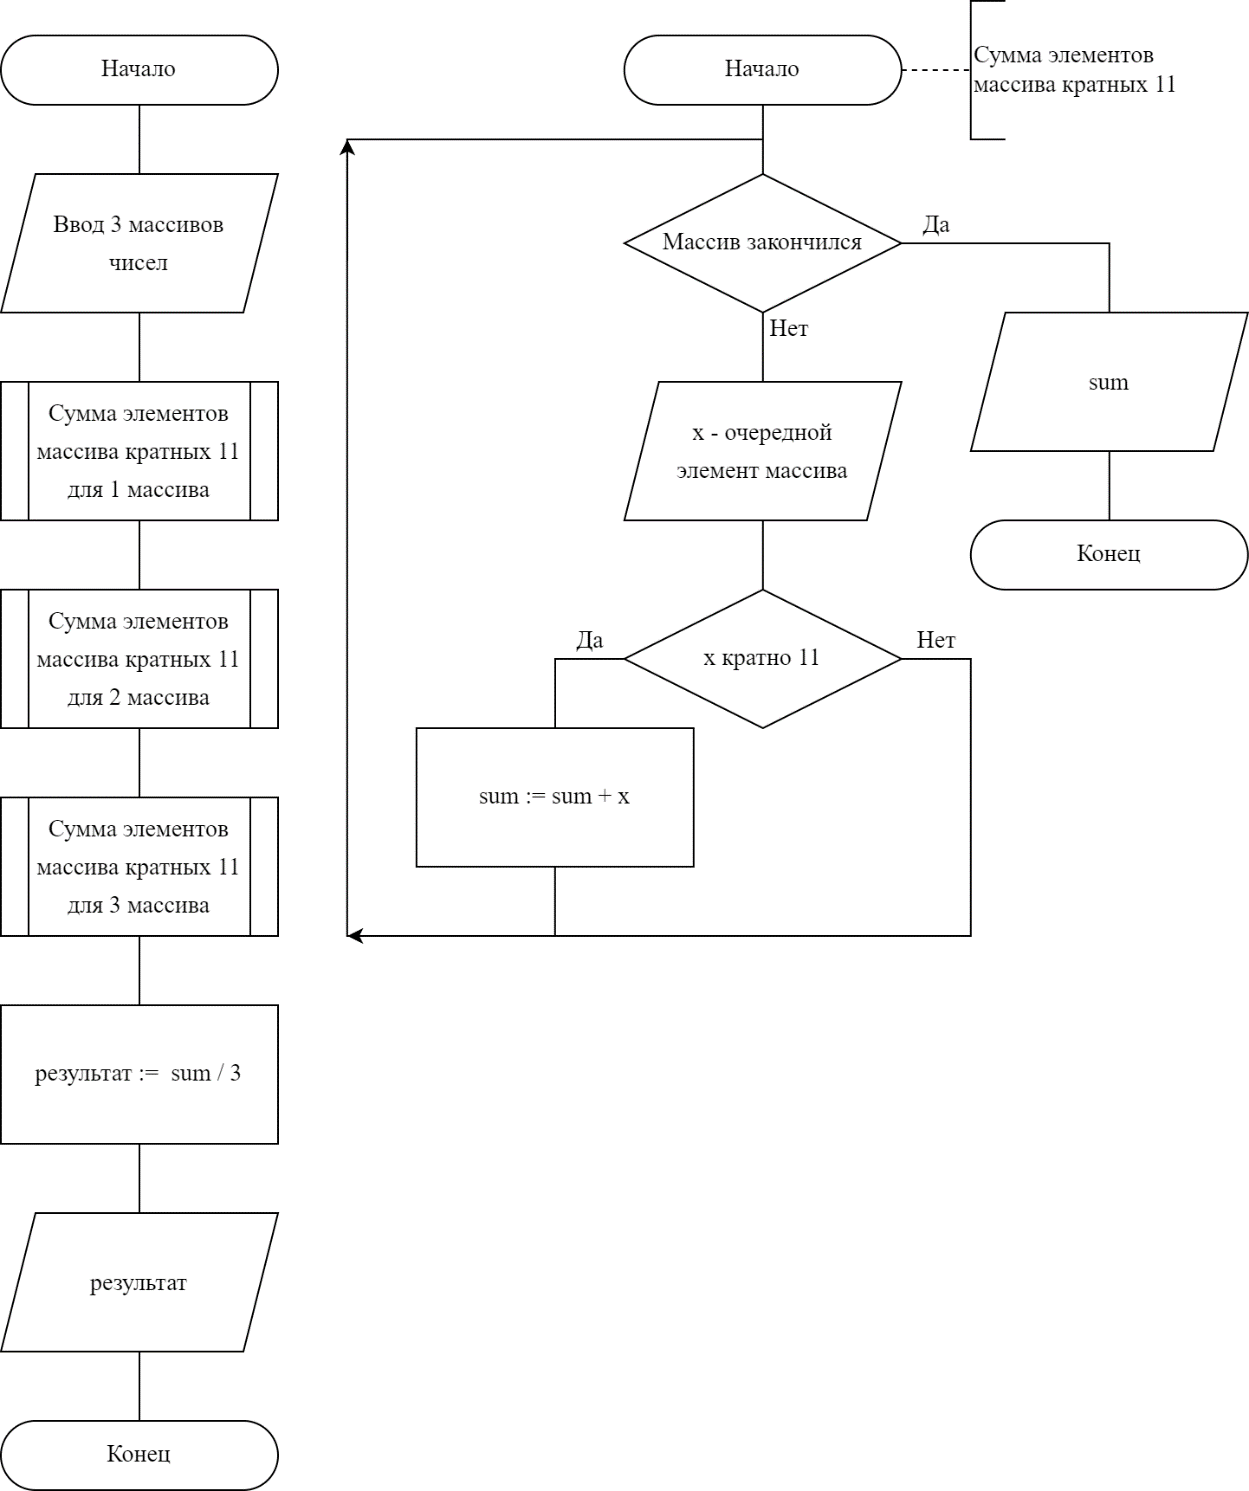 Начало
Ввод 3 массивов
чисел
Сумма элементов
массива кратных 11
для 1 массива
Сумма элементов
массива кратных 11
для 2 массива
Сумма элементов
массива кратных 11
для 3 массива
результат := sum / 3
результат
Конец
Начало
Сумма элементов
массива кратных 11
Массив закончился
Да
Нет
sum
Конец
x - очередной
элемент массива
x кратно 11
Да
Нет
sum := sum + x